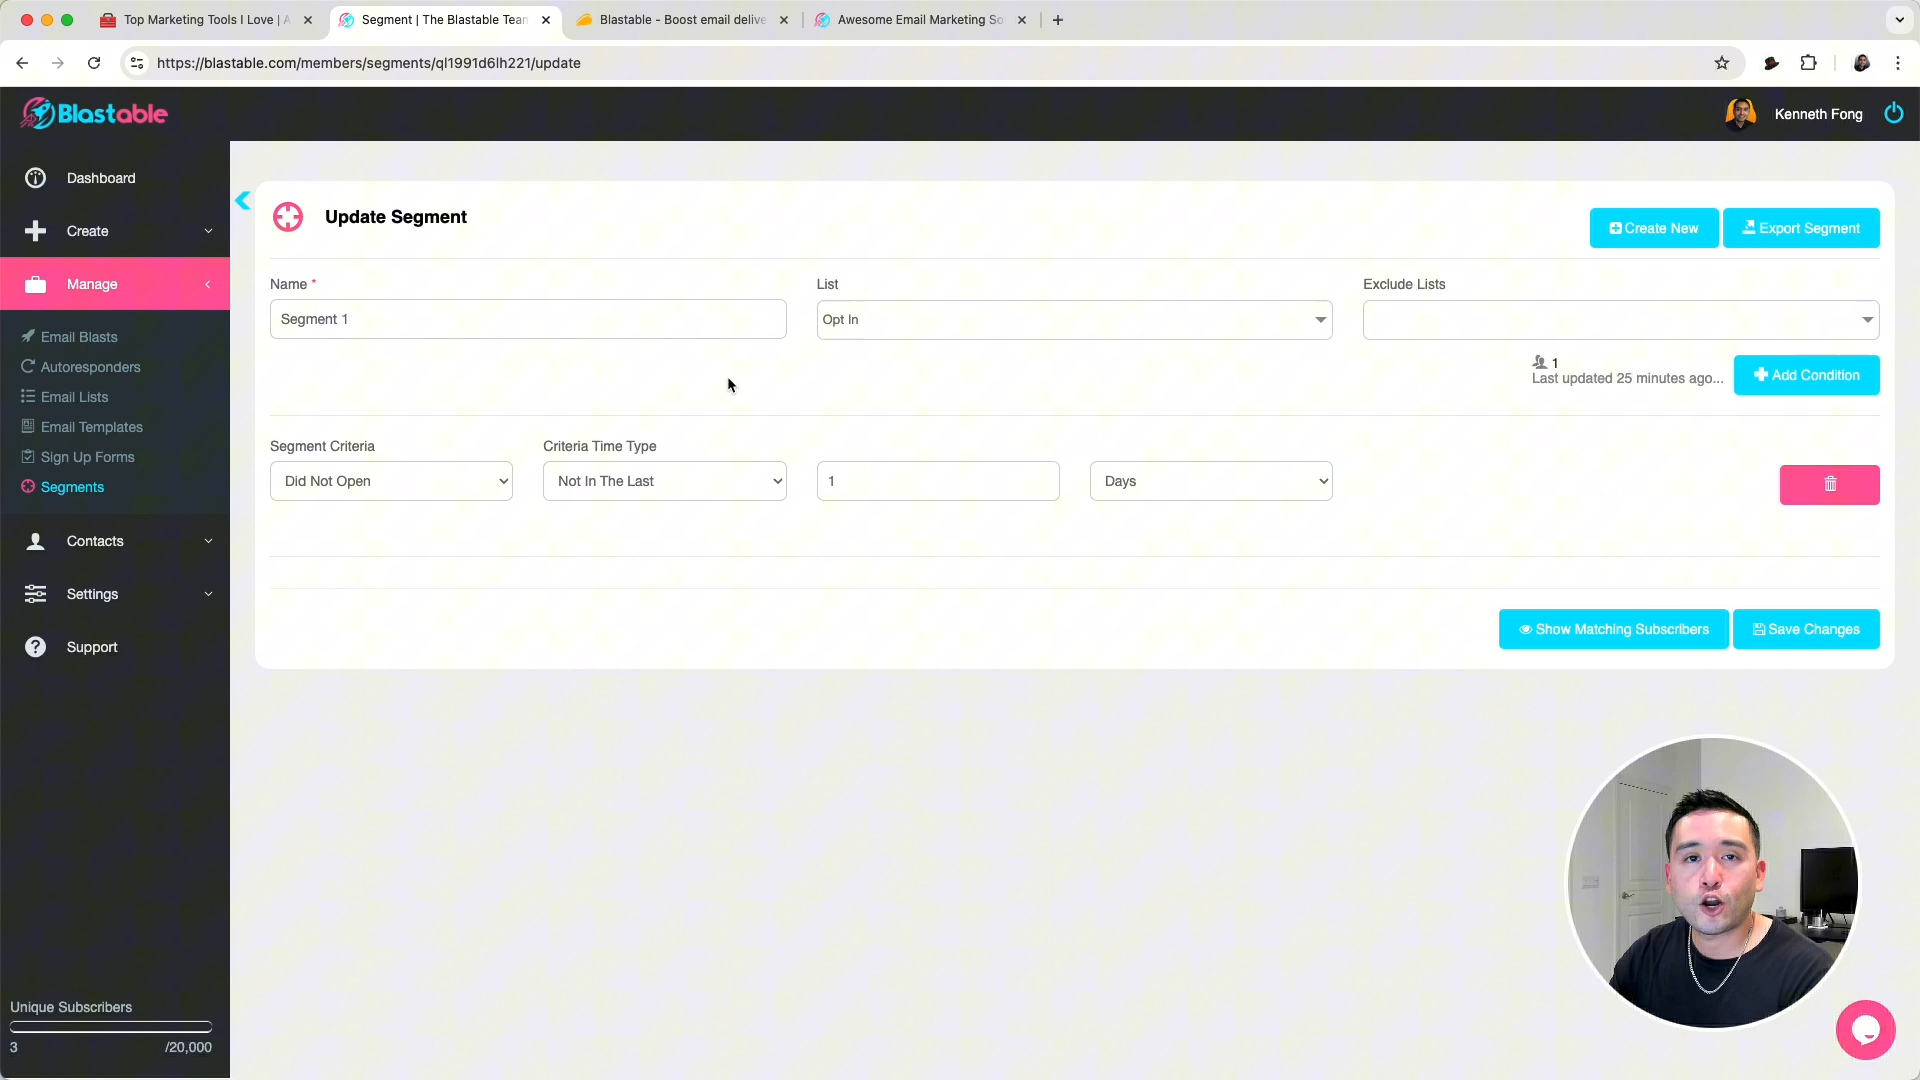 Top Marketing Tools I Love | A
Segment | The Blastable Team
Blastable - Boost email delive
Awesome Email Marketing So
https://blastable.com/members/segments/ql1991d6lh221/update
Blastable
Kenneth Fong
Dashboard
Create
Manage
Email Blasts
Autoresponders
Email Lists
Email Templates
Sign Up Forms
Segments
Contacts
Settings
Support
Unique Subscribers
3 /20,000
Update Segment
Create New
Export Segment
Name *
List
Exclude Lists
Segment 1
Opt In
1
Last updated 25 minutes ago...
Add Condition
Segment Criteria
Criteria Time Type
Did Not Open
Not In The Last
1
Days
Show Matching Subscribers
Save Changes